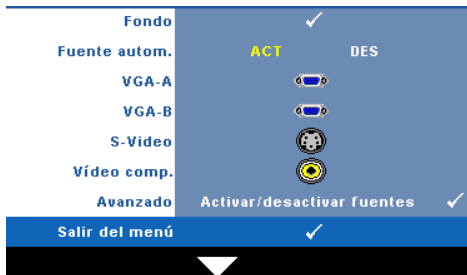 Fondo
Fuente autom. ACT DES
VGA-A
VGA-B
S-Video
Vídeo comp.
Avanzado Activar/desactivar fuentes
Salir del menú